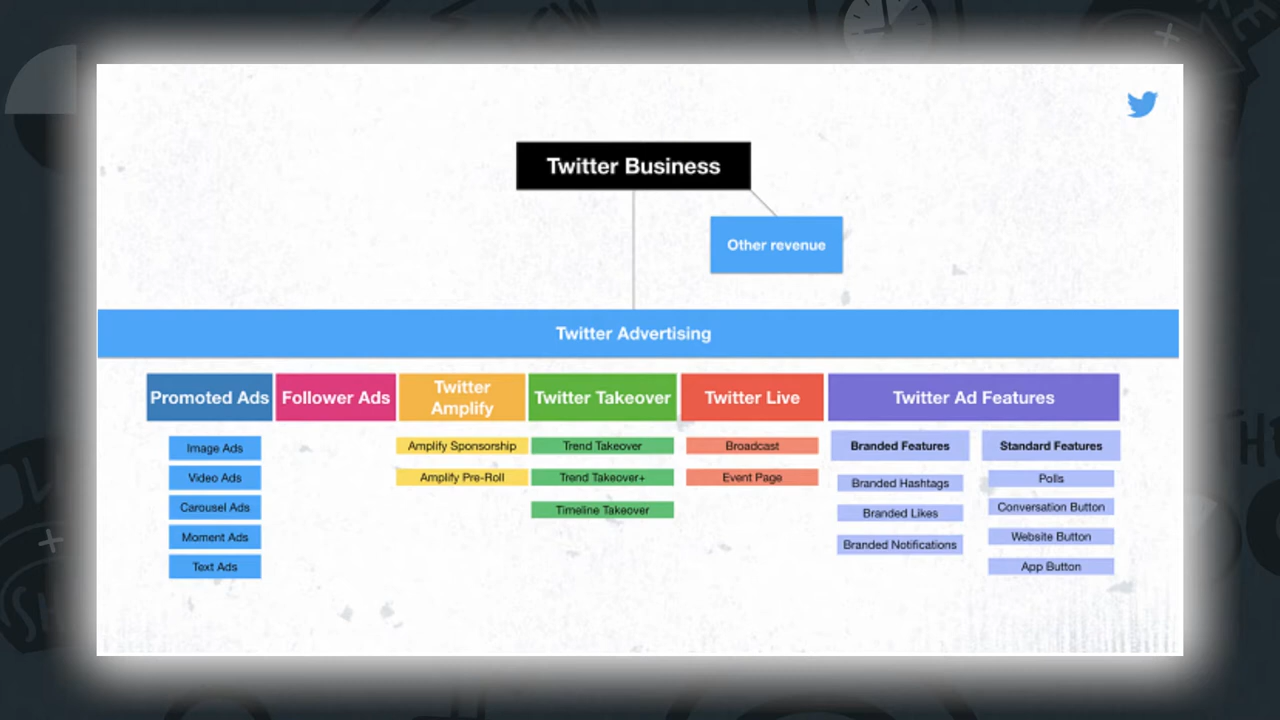 Twitter Business
Other revenue
Twitter Advertising
Promoted Ads
Image Ads
Video Ads
Carousel Ads
Moment Ads
Text Ads
Follower Ads
Twitter
Amplify
Amplify Sponsorship
Amplify Pre-Roll
Twitter Takeover
Trend Takeover
Trend Takeover+
Timeline Takeover
Twitter Live
Broadcast
Event Page
Twitter Ad Features
Branded Features
Branded Hashtags
Branded Likes
Branded Notifications
Standard Features
Polls
Conversation Button
Website Button
App Button